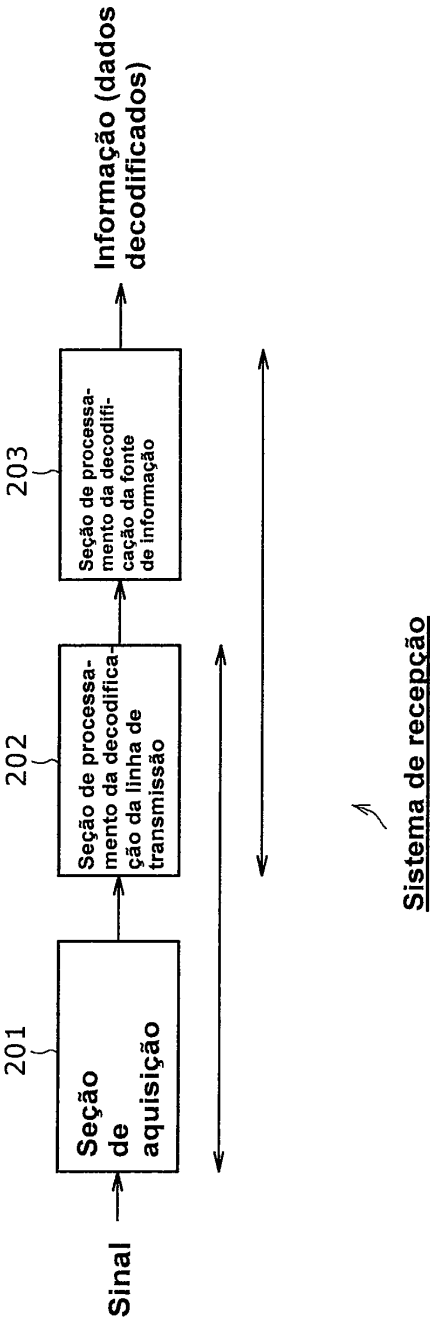 Sinal
201
Seção
de
aquisição
202
Seção de processa-
mento da decodifica-
ção da linha de
transmissão
203
Seção de processa-
mento da decodifi-
cação da fonte
de informação
Informação (dados
decodificados)
Sistema de recepção